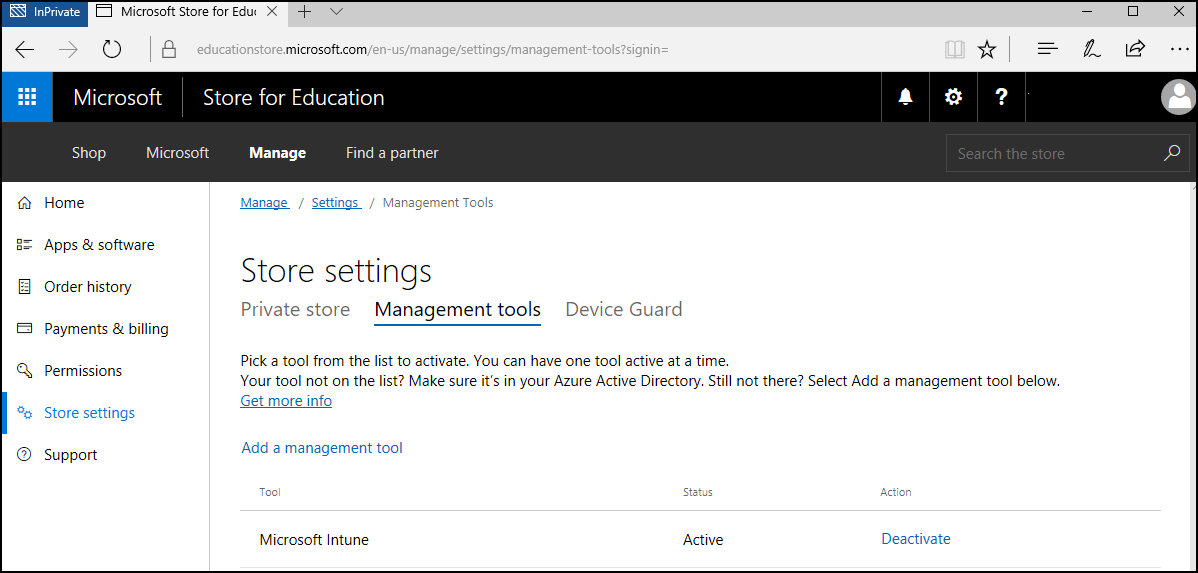 InPrivate
Microsoft Store for Educ
educationstore.microsoft.com/en-us/manage/settings/management-tools?signin=
Microsoft Store for Education
?
Shop Microsoft Manage Find a partner Search the store
Home
Apps & software
Order history
Payments & billing
Permissions
Store settings
Support
Manage / Settings / Management Tools
Store settings
Private store Management tools Device Guard
Pick a tool from the list to activate. You can have one tool active at a time.
Your tool not on the list? Make sure it's in your Azure Active Directory. Still not there? Select Add a management tool below.
Get more info
Add a management tool
Tool Status Action
Microsoft Intune Active Deactivate